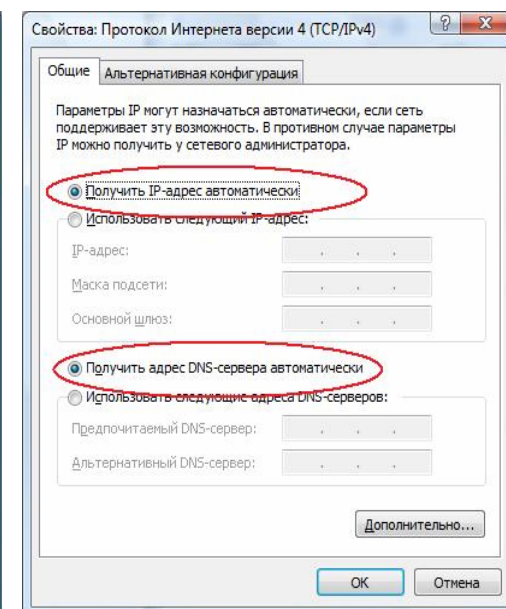 Свойства: Протокол Интернета версии 4 (TCP/IPv4)
Общие
Альтернативная конфигурация
Параметры IP могут назначаться автоматически, если сеть
поддерживает эту возможность. В противном случае параметры
IP можно получить у сетевого администратора.
Получить IP-адрес автоматически
Использовать следующий IP-адрес:
IP-адрес:
Маска подсети:
Основной шлюз:
Получить адрес DNS-сервера автоматически
Использовать следующие адреса DNS-серверов:
Предпочитаемый DNS-сервер:
Альтернативный DNS-сервер:
Дополнительно...
ОК
Отмена